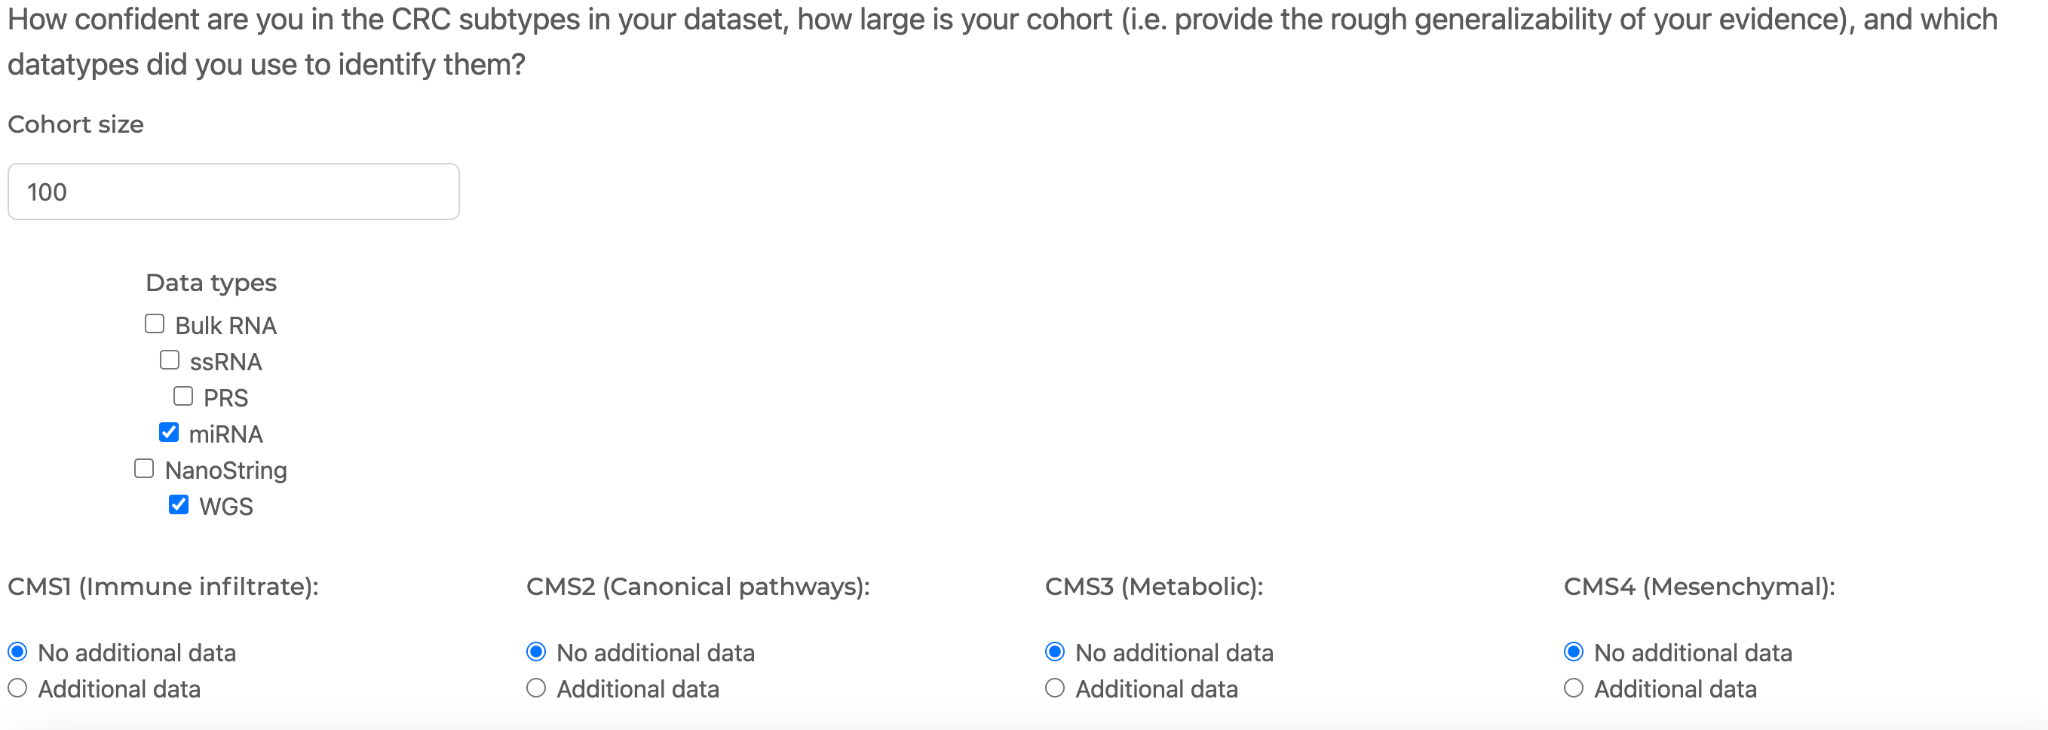 How confident are you in the CRC subtypes in your dataset, how large is your cohort (i.e. provide the rough generalizability of your evidence), and which
datatypes did you use to identify them?
Cohort size
100
Data types
Bulk RNA
ssRNA
PRS
miRNA
NanoString
WGS
CMS1 (Immune infiltrate):
No additional data
Additional data
CMS2 (Canonical pathways):
No additional data
Additional data
CMS3 (Metabolic):
No additional data
Additional data
CMS4 (Mesenchymal):
No additional data
Additional data